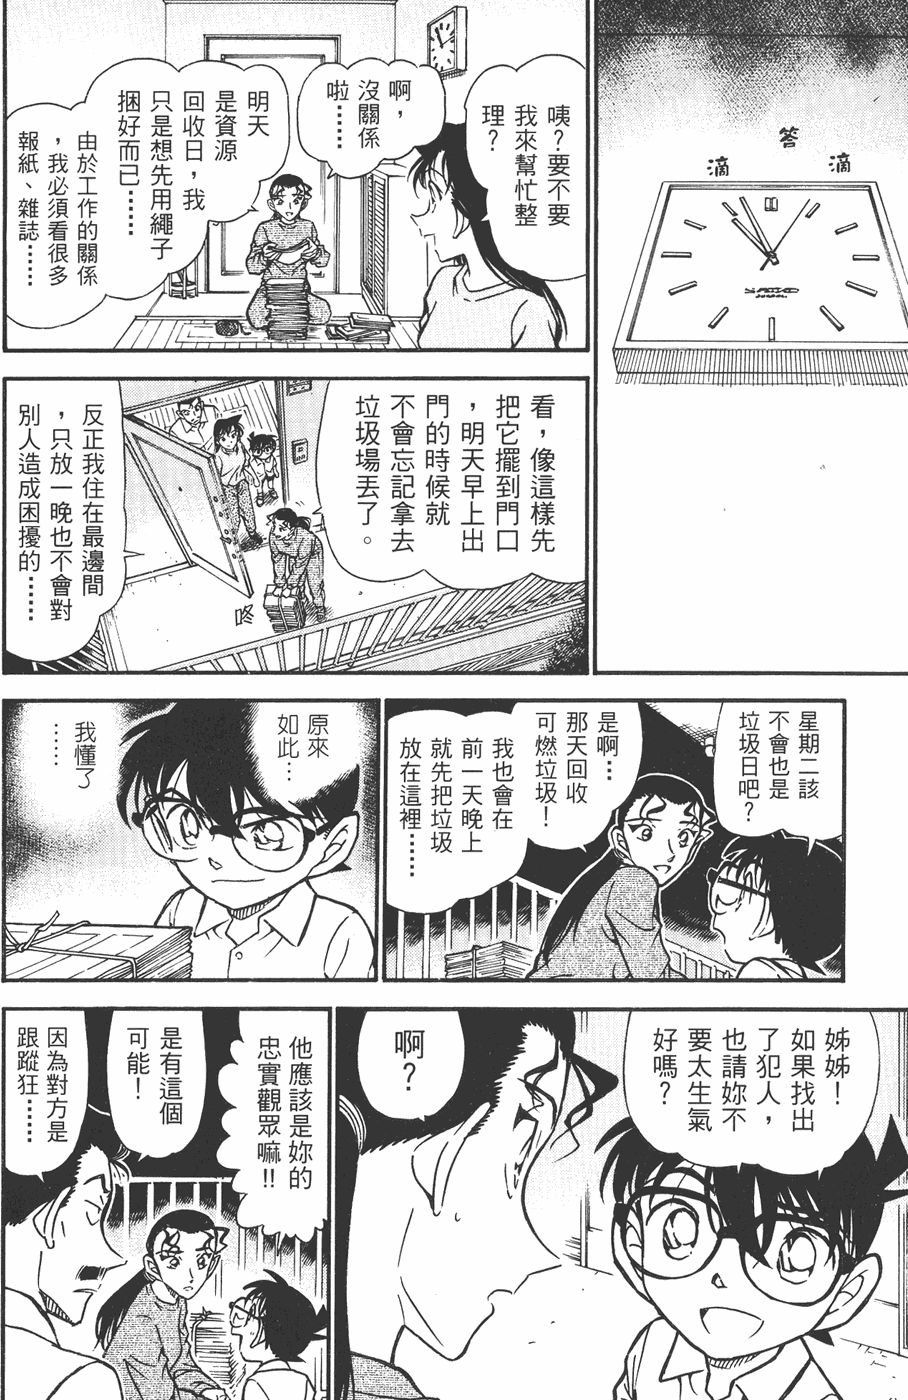 滴
答
滴
咦?要不要
我來幫忙整
理?
啊,
沒關係
啦……
明天
是資源
回收日,我
只是想先用繩子
捆好而已……
由於工作的關係
,我必須看很多
報紙、雜誌……
看,像這樣先
把它擺到門口
,明天早上出
門的時候就
不會忘記拿去
垃圾場丟了。
反正我住在最邊間
,只放一晚也不會對
別人造成困擾的……
咚
星期二該
不會也是
垃圾日吧?
是啊…
那天回收
可燃垃圾!
我也會在
前一天晚上
就先把垃圾
放在這裡……
原來
如此…
我懂了
……
姊姊!
如果找出
了犯人,
也請妳不
要太生氣
好嗎?
啊?
他應該是妳的
忠實觀眾嘛!!
是有這個
可能!
因為對方是
跟蹤狂……